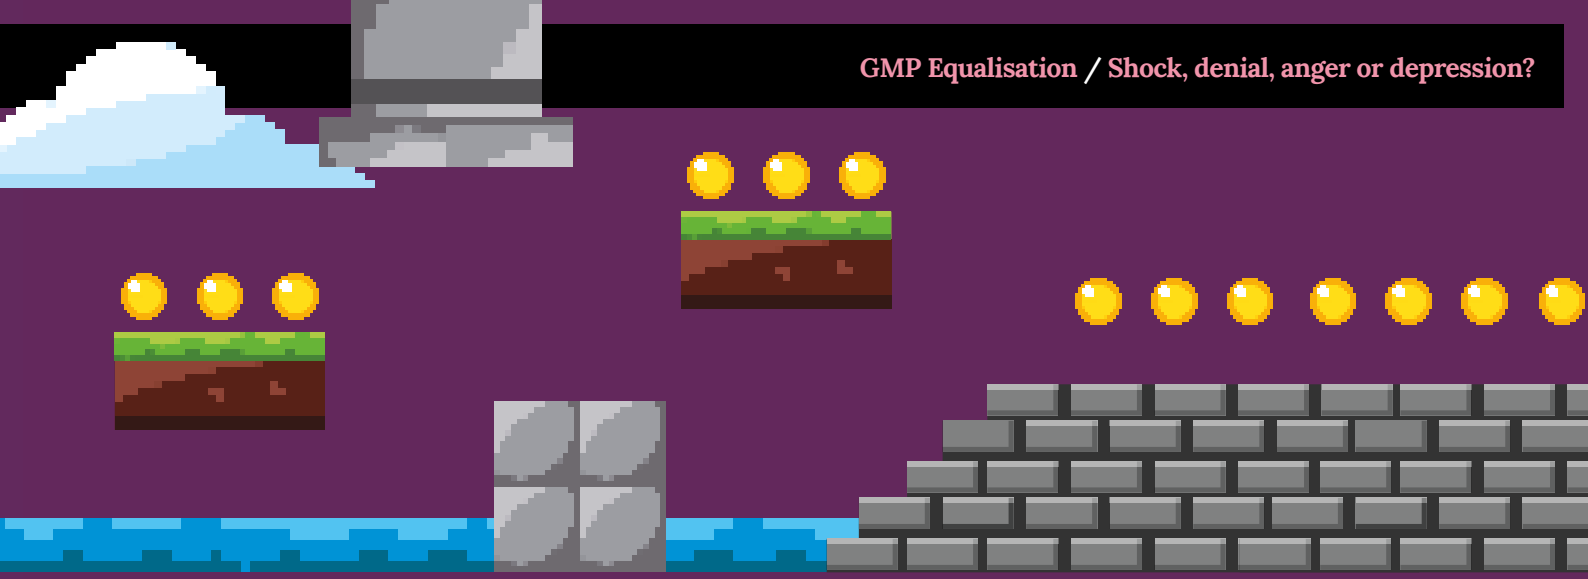 GMP Equalisation / Shock, denial, anger or depression?